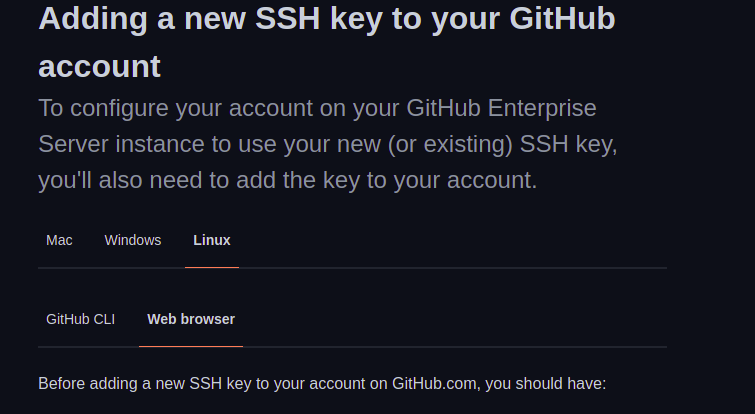 Adding a new SSH key to your GitHub
account
To configure your account on your GitHub Enterprise
Server instance to use your new (or existing) SSH key,
you'll also need to add the key to your account.
Mac Windows Linux
GitHub CLI Web browser
Before adding a new SSH key to your account on GitHub.com, you should have: